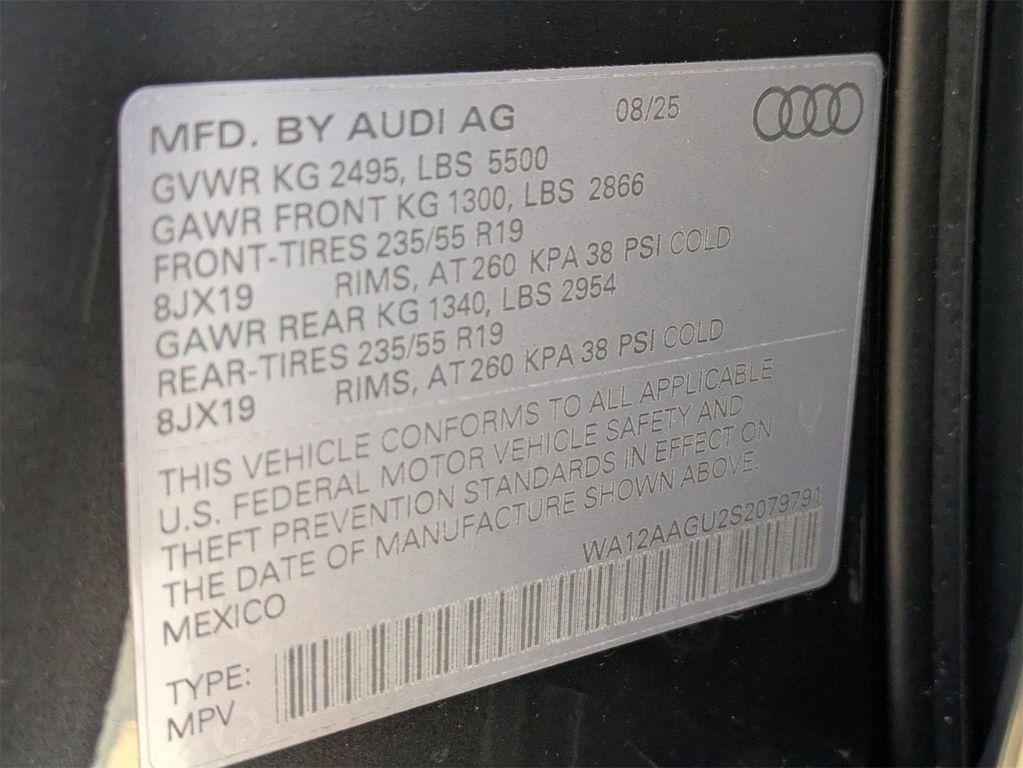 MFD. BY AUDI AG 08/25
GVWR KG 2495, LBS 5500
GAWR FRONT KG 1300, LBS 2866
FRONT-TIRES 235/55 R19
8JX19 RIMS, AT 260 KPA 38 PSI COLD
GAWR REAR KG 1340, LBS 2954
REAR-TIRES 235/55 R19
8JX19 RIMS, AT 260 KPA 38 PSI COLD
THIS VEHICLE CONFORMS TO ALL APPLICABLE
U.S. FEDERAL MOTOR VEHICLE SAFETY AND
THEFT PREVENTION STANDARDS IN EFFECT ON
THE DATE OF MANUFACTURE SHOWN ABOVE.
MEXICO WA12AAGU2S2079791
TYPE:
MPV